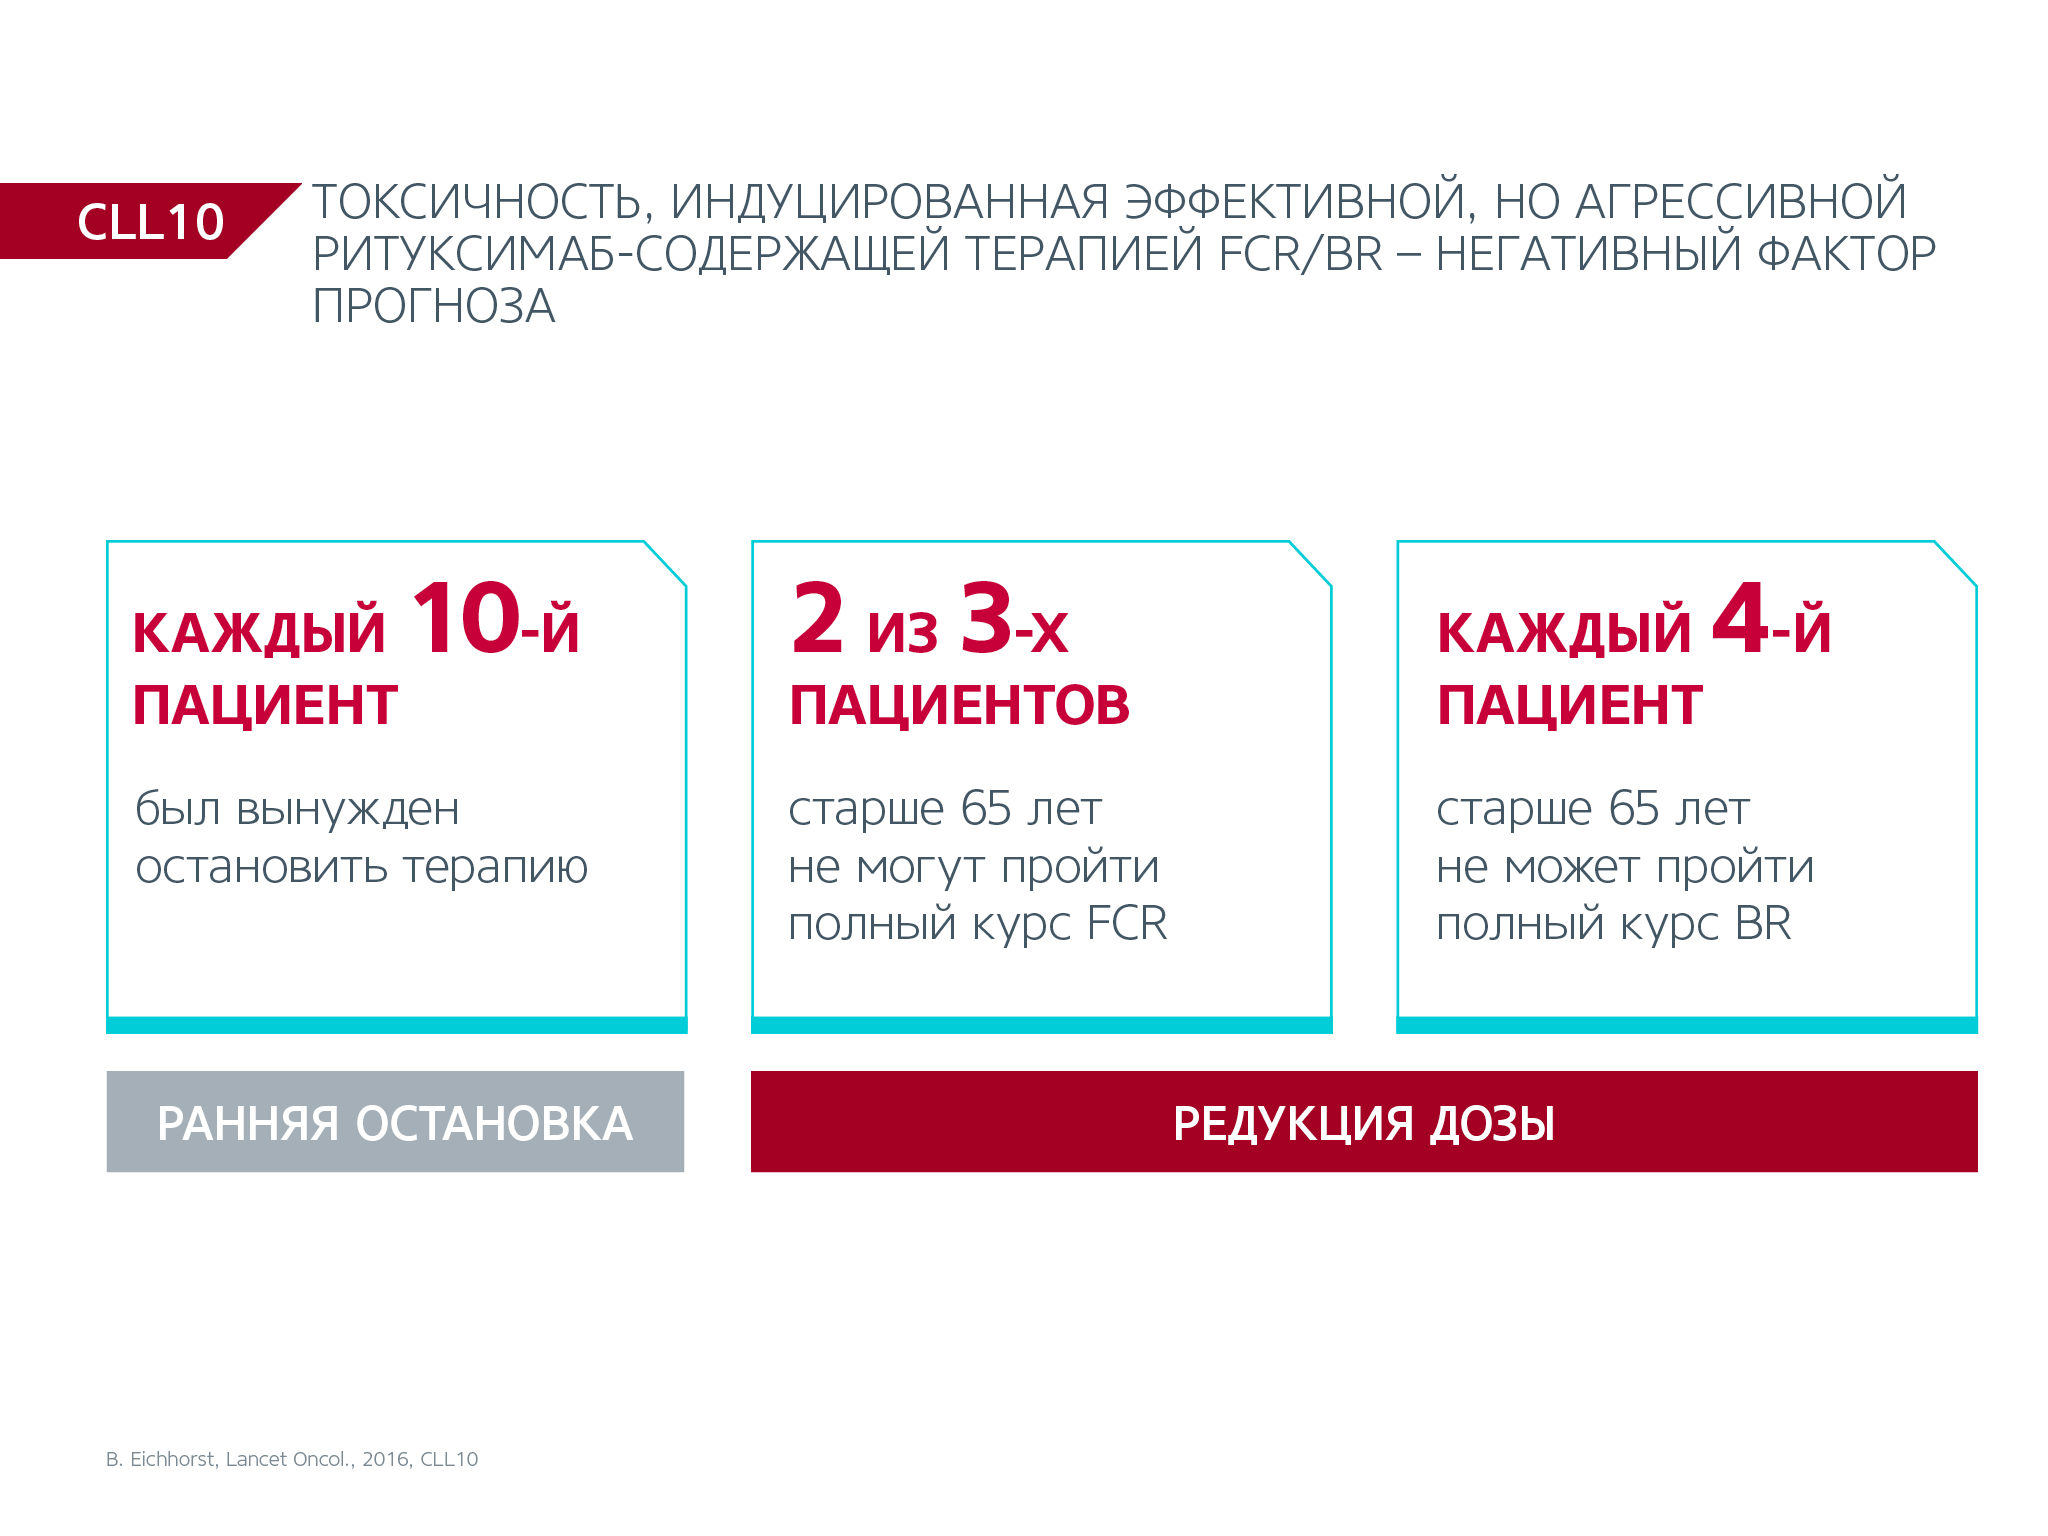 CLL10
ТОКСИЧНОСТЬ, ИНДУЦИРОВАННАЯ ЭФФЕКТИВНОЙ, НО АГРЕССИВНОЙ
РИТУКСИМАБ-СОДЕРЖАЩЕЙ ТЕРАПИЕЙ FCR/BR – НЕГАТИВНЫЙ ФАКТОР
ПРОГНОЗА
КАЖДЫЙ 10-Й
ПАЦИЕНТ
был вынужден
остановить терапию
2 ИЗ 3-Х
ПАЦИЕНТОВ
старше 65 лет
не могут пройти
полный курс FCR
КАЖДЫЙ 4-Й
ПАЦИЕНТ
старше 65 лет
не может пройти
полный курс BR
РАННЯЯ ОСТАНОВКА
РЕДУКЦИЯ ДОЗЫ
B. Eichhorst, Lancet Oncol., 2016, CLL10